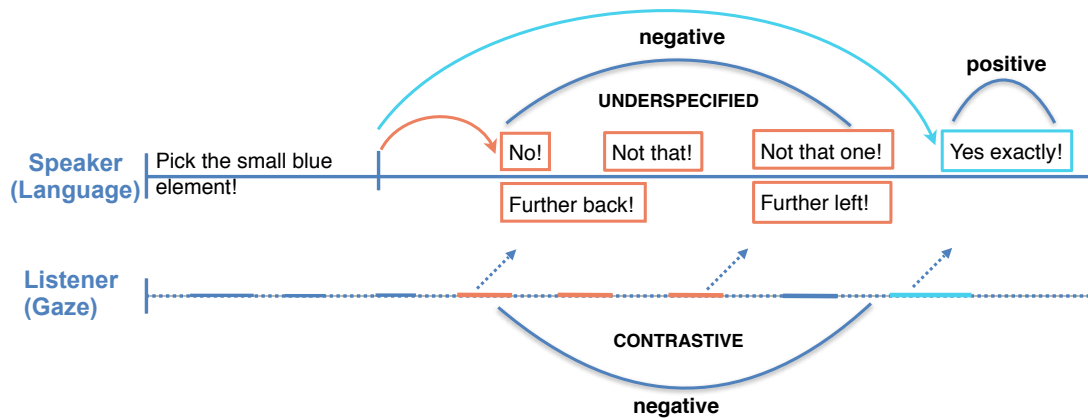 negative
positive
UNDERSPECIFIED
Speaker
(Language)
Pick the small blue
element!
No!
Not that!
Not that one!
Yes exactly!
Further back!
Further left!
Listener
(Gaze)
CONTRASTIVE
negative